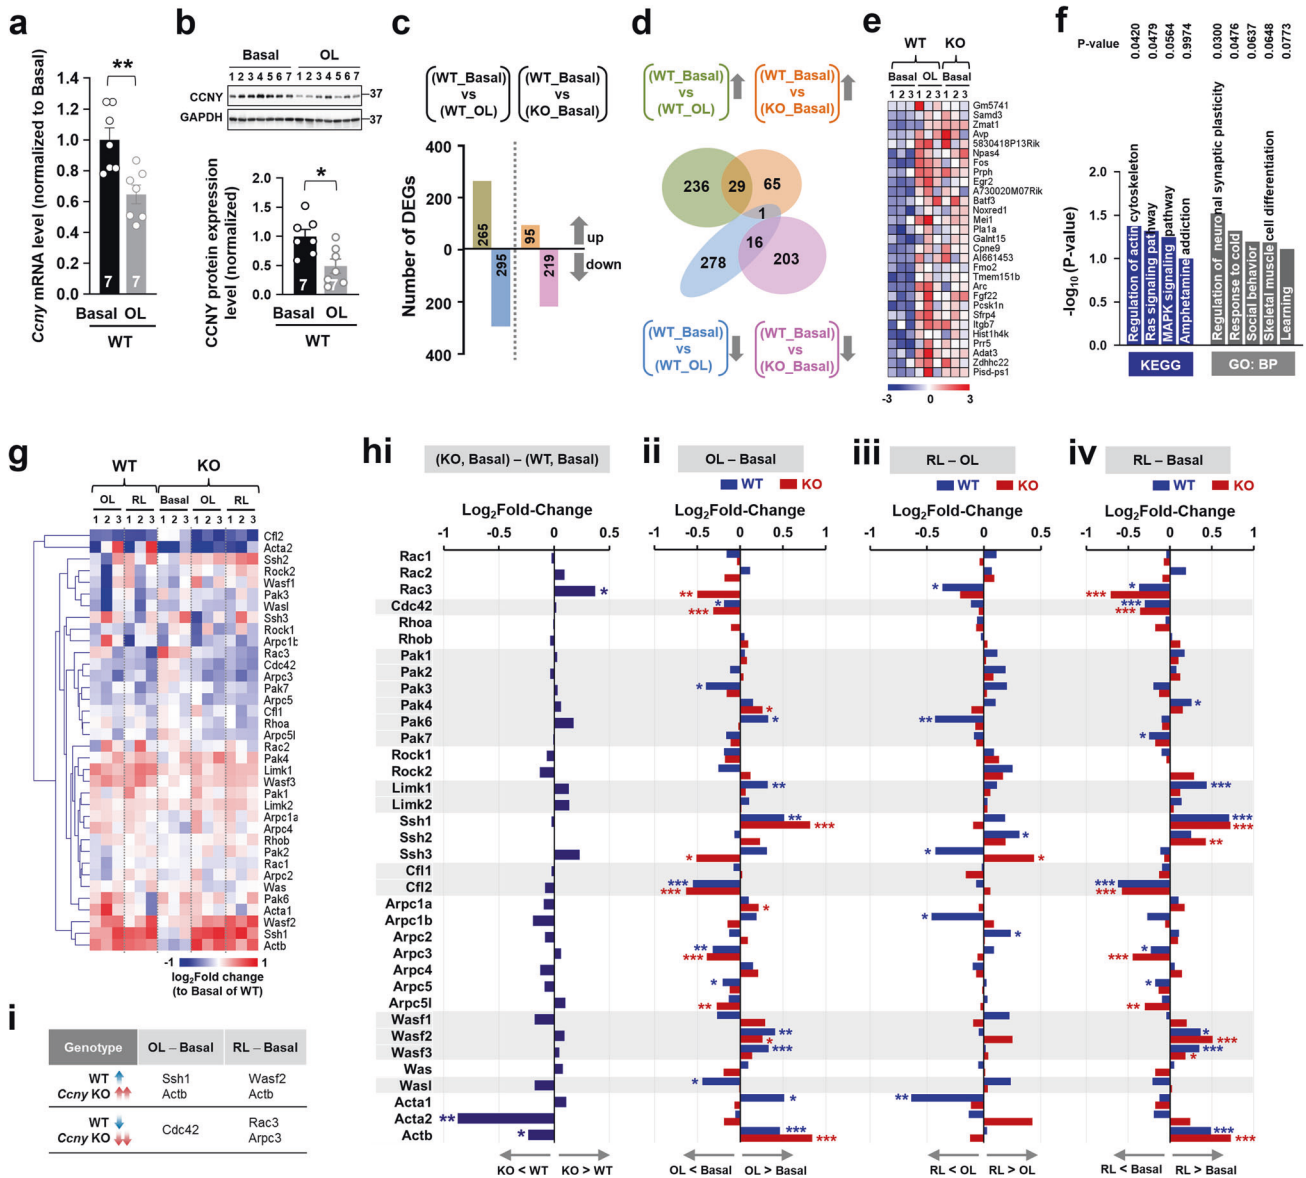 a
Ccny mRNA level (normalized to Basal)
1.4
1.2
1.0
0.8
0.6
0.4
0.2
0.0
**
7
7
Basal OL
WT
b
Basal OL
1 2 3 4 5 6 7 1 2 3 4 5 6 7
CCNY
37
GAPDH
37
CCNY protein expression
level (normalized)
2.0
1.5
1.0
0.5
0.0
*
7
7
Basal OL
WT
c
(WT_Basal)
vs
(WT_OL)
(WT_Basal)
vs
(KO_Basal)
Number of DEGs
400
200
0
200
400
265
295
95
219
up
down
d
(WT_Basal)
vs
(WT_OL)
(WT_Basal)
vs
(KO_Basal)
236
29
65
1
16
278
203
(WT_Basal)
vs
(WT_OL)
(WT_Basal)
vs
(KO_Basal)
e
WT KO
Basal OL Basal
1 2 3 1 2 3 1 2 3
Gm5741
Samd3
Zmat1
Avp
5830418P13Rik
Npas4
Fos
Prph
Egr2
A730020M07Rik
Batf3
Noxred1
Mei1
Pla1a
Galnt15
Cpne9
AI661453
Fmo2
Tmem151b
Arc
Fgf22
Pcsk1n
Sfrp4
Itgb7
Hist1h4k
Prr5
Adat3
Zdhhc22
Pisd-ps1
-3 0 3
f
P-value
0.0420
0.0479
0.0564
0.9974
0.0300
0.0476
0.0637
0.0648
0.0773
-log10 (P-value)
2.0
1.5
1.0
0.5
0.0
Regulation of actin cytoskeleton
Ras signaling pathway
MAPK signaling pathway
Amphetamine addiction
Regulation of neuronal synaptic plasticity
Response to cold
Social behavior
Skeletal muscle cell differentiation
Learning
KEGG
GO: BP
g
WT KO
OL RL Basal OL RL
1 2 3 1 2 3 1 2 3 1 2 3 1 2 3
Cfl2
Acta2
Ssh2
Rock2
Wasf1
Pak3
Wasl
Ssh3
Rock1
Arpc1b
Rac3
Cdc42
Arpc3
Pak7
Arpc5
Cfl1
Rhoa
Arpc5l
Rac2
Pak4
Limk1
Wasf3
Pak1
Limk2
Arpc1a
Arpc4
Rhob
Pak2
Rac1
Arpc2
Was
Pak6
Acta1
Wasf2
Ssh1
Actb
-1 1
log2Fold change
(to Basal of WT)
hi
(KO, Basal) – (WT, Basal)
Log2Fold-Change
-1 -0.5 0 0.5 1
Rac1
Rac2
Rac3 *
Cdc42
Rhoa
Rhob
Pak1
Pak2
Pak3
Pak4
Pak6
Pak7
Rock1
Rock2
Limk1
Limk2
Ssh1
Ssh2
Ssh3
Cfl1
Cfl2
Arpc1a
Arpc1b
Arpc2
Arpc3
Arpc4
Arpc5
Arpc5l
Wasf1
Wasf2
Wasf3
Was
Wasl
Acta1
Acta2 **
Actb *
KO < WT KO > WT
ii
OL – Basal
WT KO
Log2Fold-Change
-1 -0.5 0 0.5 1
**
*
***
*
*
*
**
**
***
*
***
***
*
**
***
*
**
**
*
***
*
*
***
***
OL < Basal OL > Basal
iii
RL – OL
WT KO
Log2Fold-Change
-1 -0.5 0 0.5
*
**
*
*
*
*
*
**
RL < OL RL > OL
iv
RL – Basal
WT KO
Log2Fold-Change
-1 -0.5 0 0.5 1
*
***
***
***
*
*
***
***
***
**
***
***
*
***
*
**
*
***
***
*
***
***
RL < Basal RL > Basal
i
Genotype OL – Basal RL – Basal
WT
Ccny KO
Ssh1
Actb
Wasf2
Actb
WT
Ccny KO
Cdc42
Rac3
Arpc3